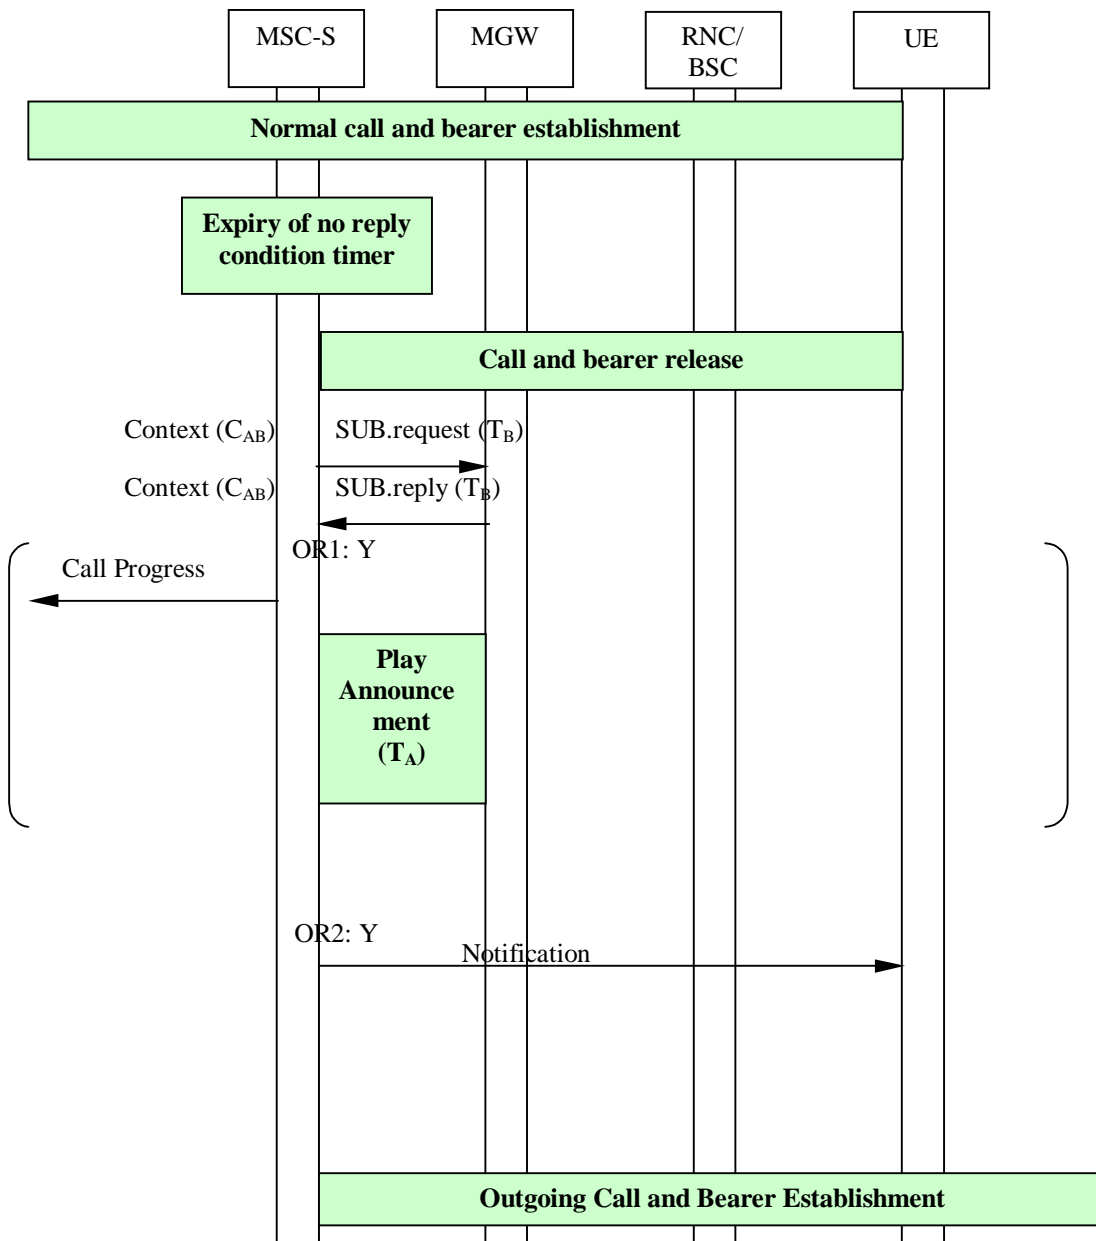 MSC-S
MGW
RNC/
BSC
UE
Normal call and bearer establishment
Expiry of no reply
condition timer
Call and bearer release
Context (CAB) SUB.request (TB)
Context (CAB) SUB.reply (TB)
OR1: Y
Call Progress
Play
Announce
ment
(TA)
OR2: Y
Notification
Outgoing Call and Bearer Establishment